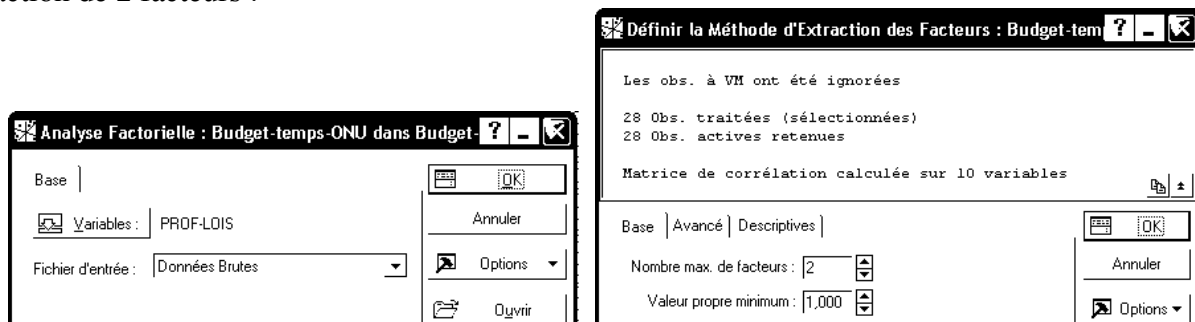 Analyse Factorielle : Budget-temps-ONU dans Budget-
Base
Variables : PROF-LOIS
Fichier d'entrée : Données Brutes
OK
Annuler
Options
Ouvrir
Définir la Méthode d'Extraction des Facteurs : Budget-tem
Les obs. à VM ont été ignorées
28 Obs. traitées (sélectionnées)
28 Obs. actives retenues
Matrice de corrélation calculée sur 10 variables
Base Avancé Descriptives
Nombre max. de facteurs : 2
Valeur propre minimum : 1,000
OK
Annuler
Options